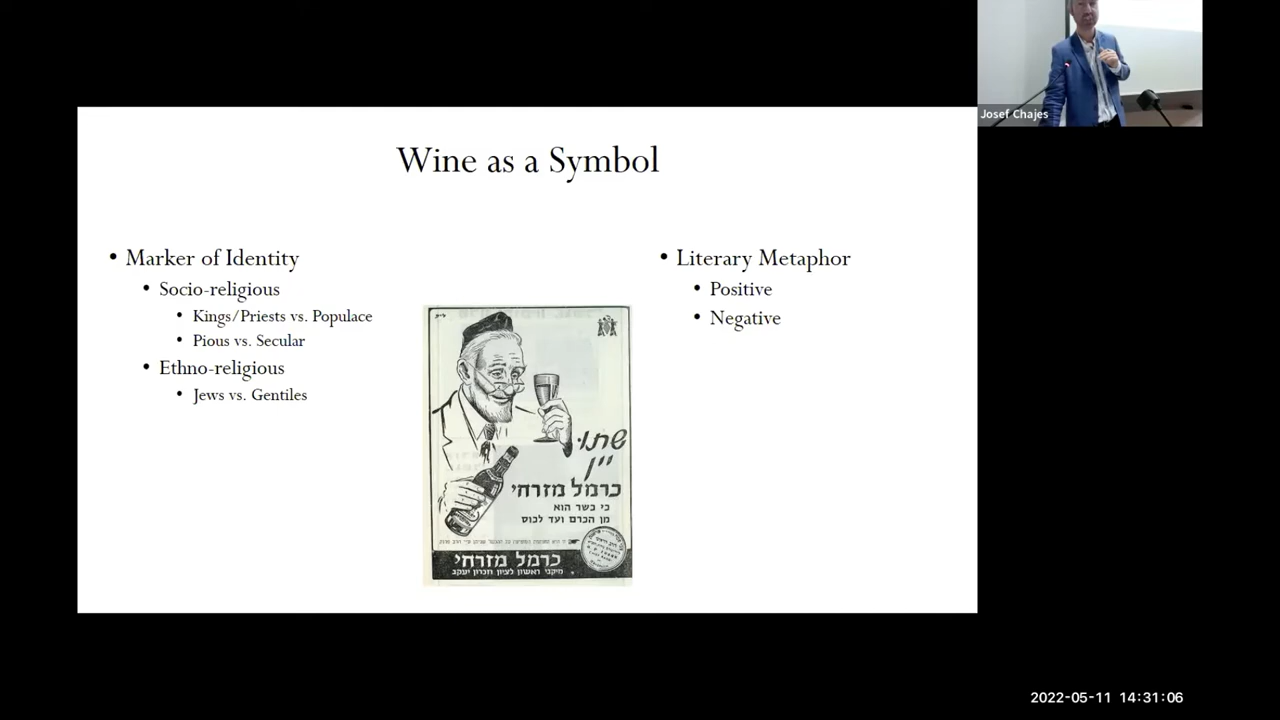 Josef Chajes
Wine as a Symbol
• Marker of Identity
• Socio-religious
• Kings/Priests vs. Populace
• Pious vs. Secular
• Ethno-religious
• Jews vs. Gentiles
שתו
יין
כרמל מזרחי
כי כשר הוא
מן הכרם ועד לכוס
כרמל מזרחי
יקבי ראשון לציון וזכרון יעקב
• Literary Metaphor
• Positive
• Negative
2022-05-11 14:31:06